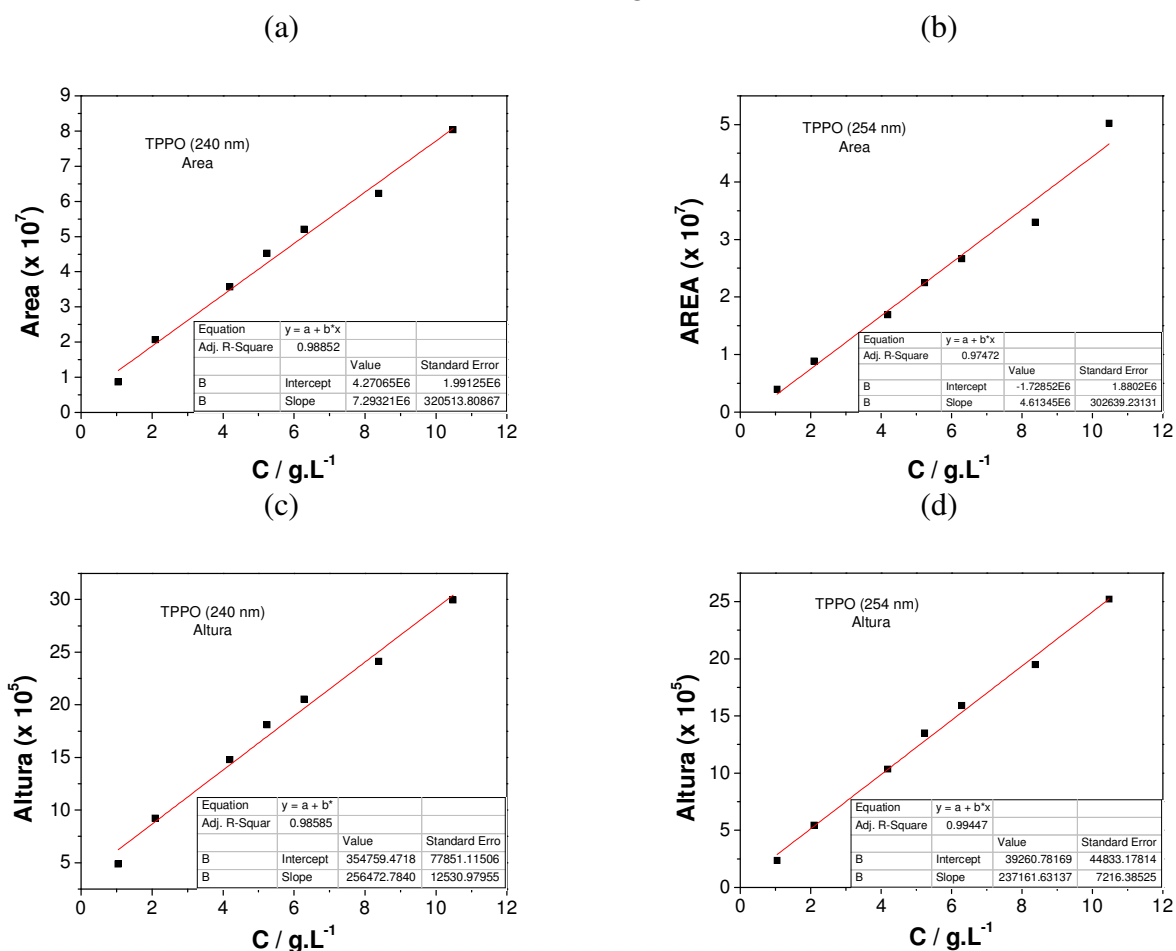 (a)
9
8
7
6
5
4
3
2
1
0
Area (x 10⁷)
TPPO (240 nm)
Area
Equation y = a + b*x
Adj. R-Square 0.98852
Value Standard Error
B Intercept 4.27065E6 1.99125E6
B Slope 7.29321E6 320513.80867
0 2 4 6 8 10 12
C / g.L⁻¹
(b)
5
4
3
2
1
0
AREA (x 10⁷)
TPPO (254 nm)
Area
Equation y = a + b*x
Adj. R-Square 0.97472
Value Standard Error
B Intercept -1.72852E6 1.8802E6
B Slope 4.61345E6 302639.23131
0 2 4 6 8 10 12
C / g.L⁻¹
(c)
30
25
20
15
10
5
Altura (x 10⁵)
TPPO (240 nm)
Altura
Equation y = a + b*
Adj. R-Squar 0.98585
Value Standard Erro
B Intercept 354759.4718 77851.11506
B Slope 256472.7840 12530.97955
0 2 4 6 8 10 12
C / g.L⁻¹
(d)
25
20
15
10
5
0
Altura (x 10⁵)
TPPO (254 nm)
Altura
Equation y = a + b*x
Adj. R-Square 0.99447
Value Standard Error
B Intercept 39260.78169 44833.17814
B Slope 237161.63137 7216.38525
0 2 4 6 8 10 12
C / g.L⁻¹